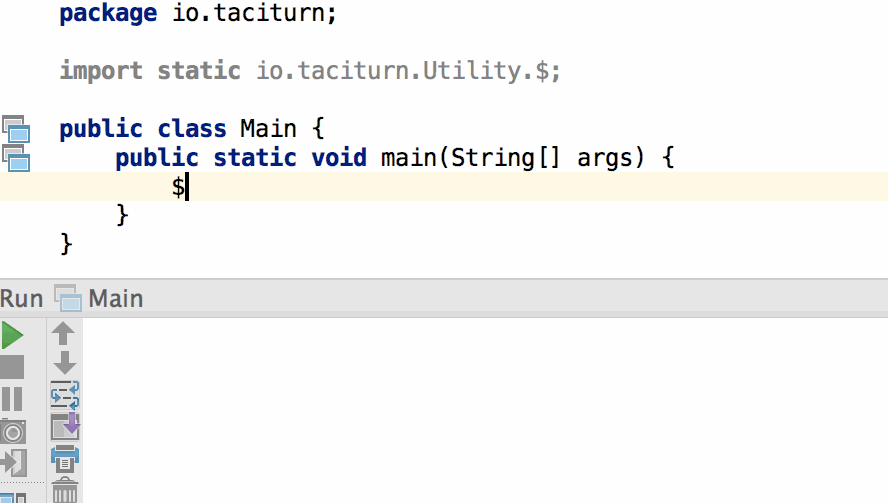 package io.taciturn;
import static io.taciturn.Utility.$;
public class Main {
public static void main(String[] args) {
$
}
}
Run Main